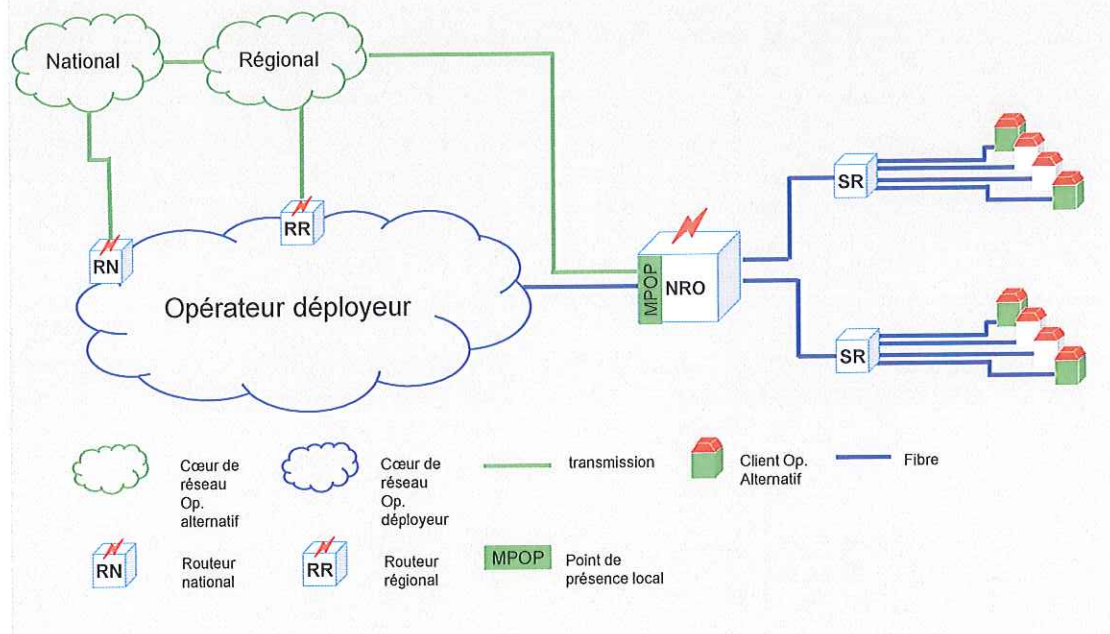 National
Régional
SR
RR
RN
Opérateur déployeur
MPOP
NRO
SR
Cœur de
réseau
Op.
alternatif
Cœur de
réseau
Op.
déployeur
transmission
Client Op.
Alternatif
Fibre
RN
Routeur
national
RR
Routeur
régional
MPOP
Point de
présence local